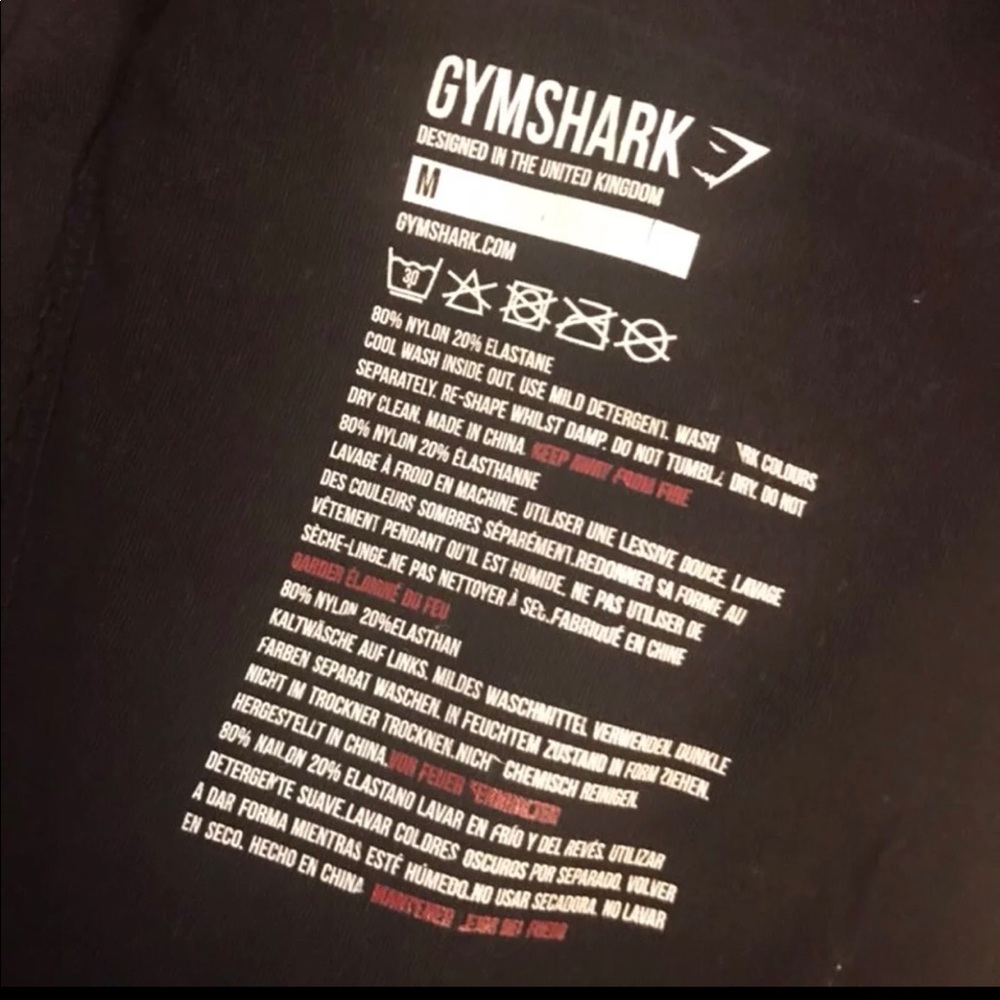 GYMSHARK
DESIGNED IN THE UNITED KINGDOM
M
GYMSHARK.COM
30
80% NYLON 20% ELASTANE
COOL WASH INSIDE OUT. USE MILD DETERGENT. WASH COLOURS
SEPARATELY. RE-SHAPE WHILST DAMP. DO NOT TUMBLE DRY. DO NOT
DRY CLEAN. MADE IN CHINA. KEEP AWAY FROM FIRE
80% NYLON 20% ÉLASTHANNE
LAVAGE À FROID EN MACHINE. UTILISER UNE LESSIVE DOUCE. LAVAGE
DES COULEURS SOMBRES SÉPARÉMENT.REDONNER SA FORME AU
VÊTEMENT PENDANT QU'IL EST HUMIDE. NE PAS UTILISER DE
SÈCHE-LINGE.NE PAS NETTOYER À SEC.FABRIQUÉ EN CHINE
GARDER ÉLOIGNÉ DU FEU
80% NYLON 20%ELASTHAN
KALTWÄSCHE AUF LINKS. MILDES WASCHMITTEL VERWENDEN. DUNKLE
FARBEN SEPARAT WASCHEN. IN FEUCHTEM ZUSTAND IN FORM ZIEHEN.
NICHT IM TROCKNER TROCKNEN.NICHT CHEMISCH REINIGEN.
HERGESTELLT IN CHINA.VOR FEUER
80% NAILON 20% ELASTANO LAVAR EN FRÍO Y DEL REVÉS. UTILIZAR
DETERGENTE SUAVE.LAVAR COLORES OSCUROS POR SEPARADO. VOLVER
A DAR FORMA MIENTRAS ESTÉ HÚMEDO.NO USAR SECADORA. NO LAVAR
EN SECO. HECHO EN CHINA MANTENER DEL FUEGO